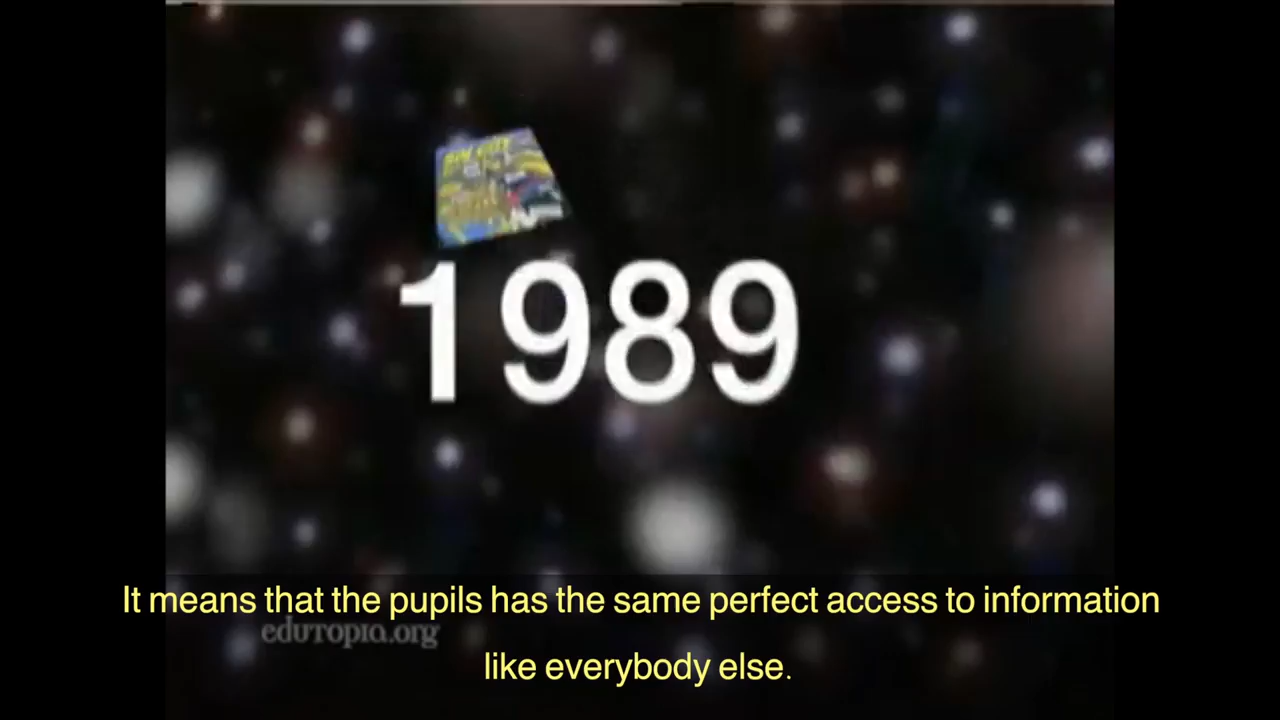 1989
It means that the pupils has the same perfect access to information
edutopia.org
like everybody else.